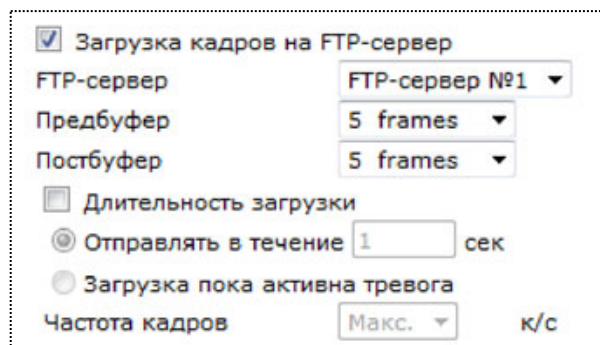 Загрузка кадров на FTP-сервер
FTP-сервер FTP-сервер №1
Предбуфер 5 frames
Постбуфер 5 frames
Длительность загрузки
Отправлять в течение 1 сек
Загрузка пока активна тревога
Частота кадров Макс. к/с